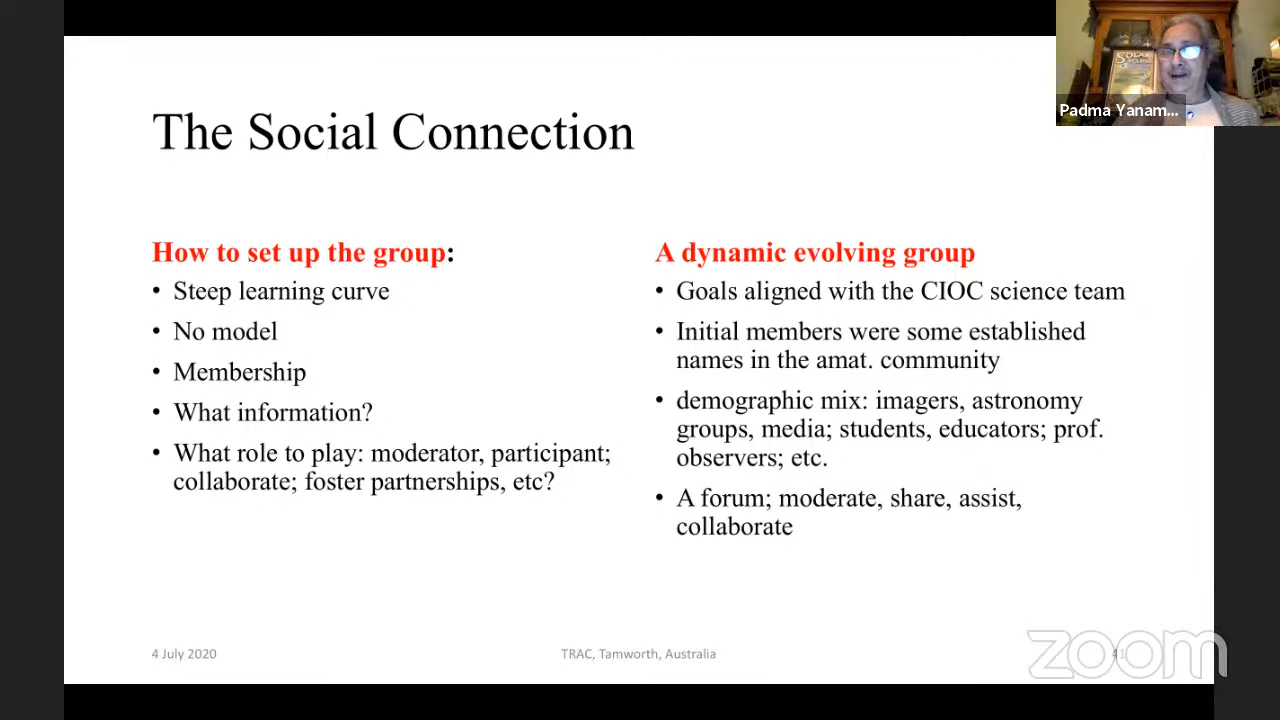 The Social Connection
Padma Yanam...
SOLAR
How to set up the group:
• Steep learning curve
• No model
• Membership
• What information?
• What role to play: moderator, participant;
collaborate; foster partnerships, etc?
A dynamic evolving group
• Goals aligned with the CIOC science team
• Initial members were some established
names in the amat. community
• demographic mix: imagers, astronomy
groups, media; students, educators; prof.
observers; etc.
• A forum; moderate, share, assist,
collaborate
4 July 2020
TRAC, Tamworth, Australia
41
zoom